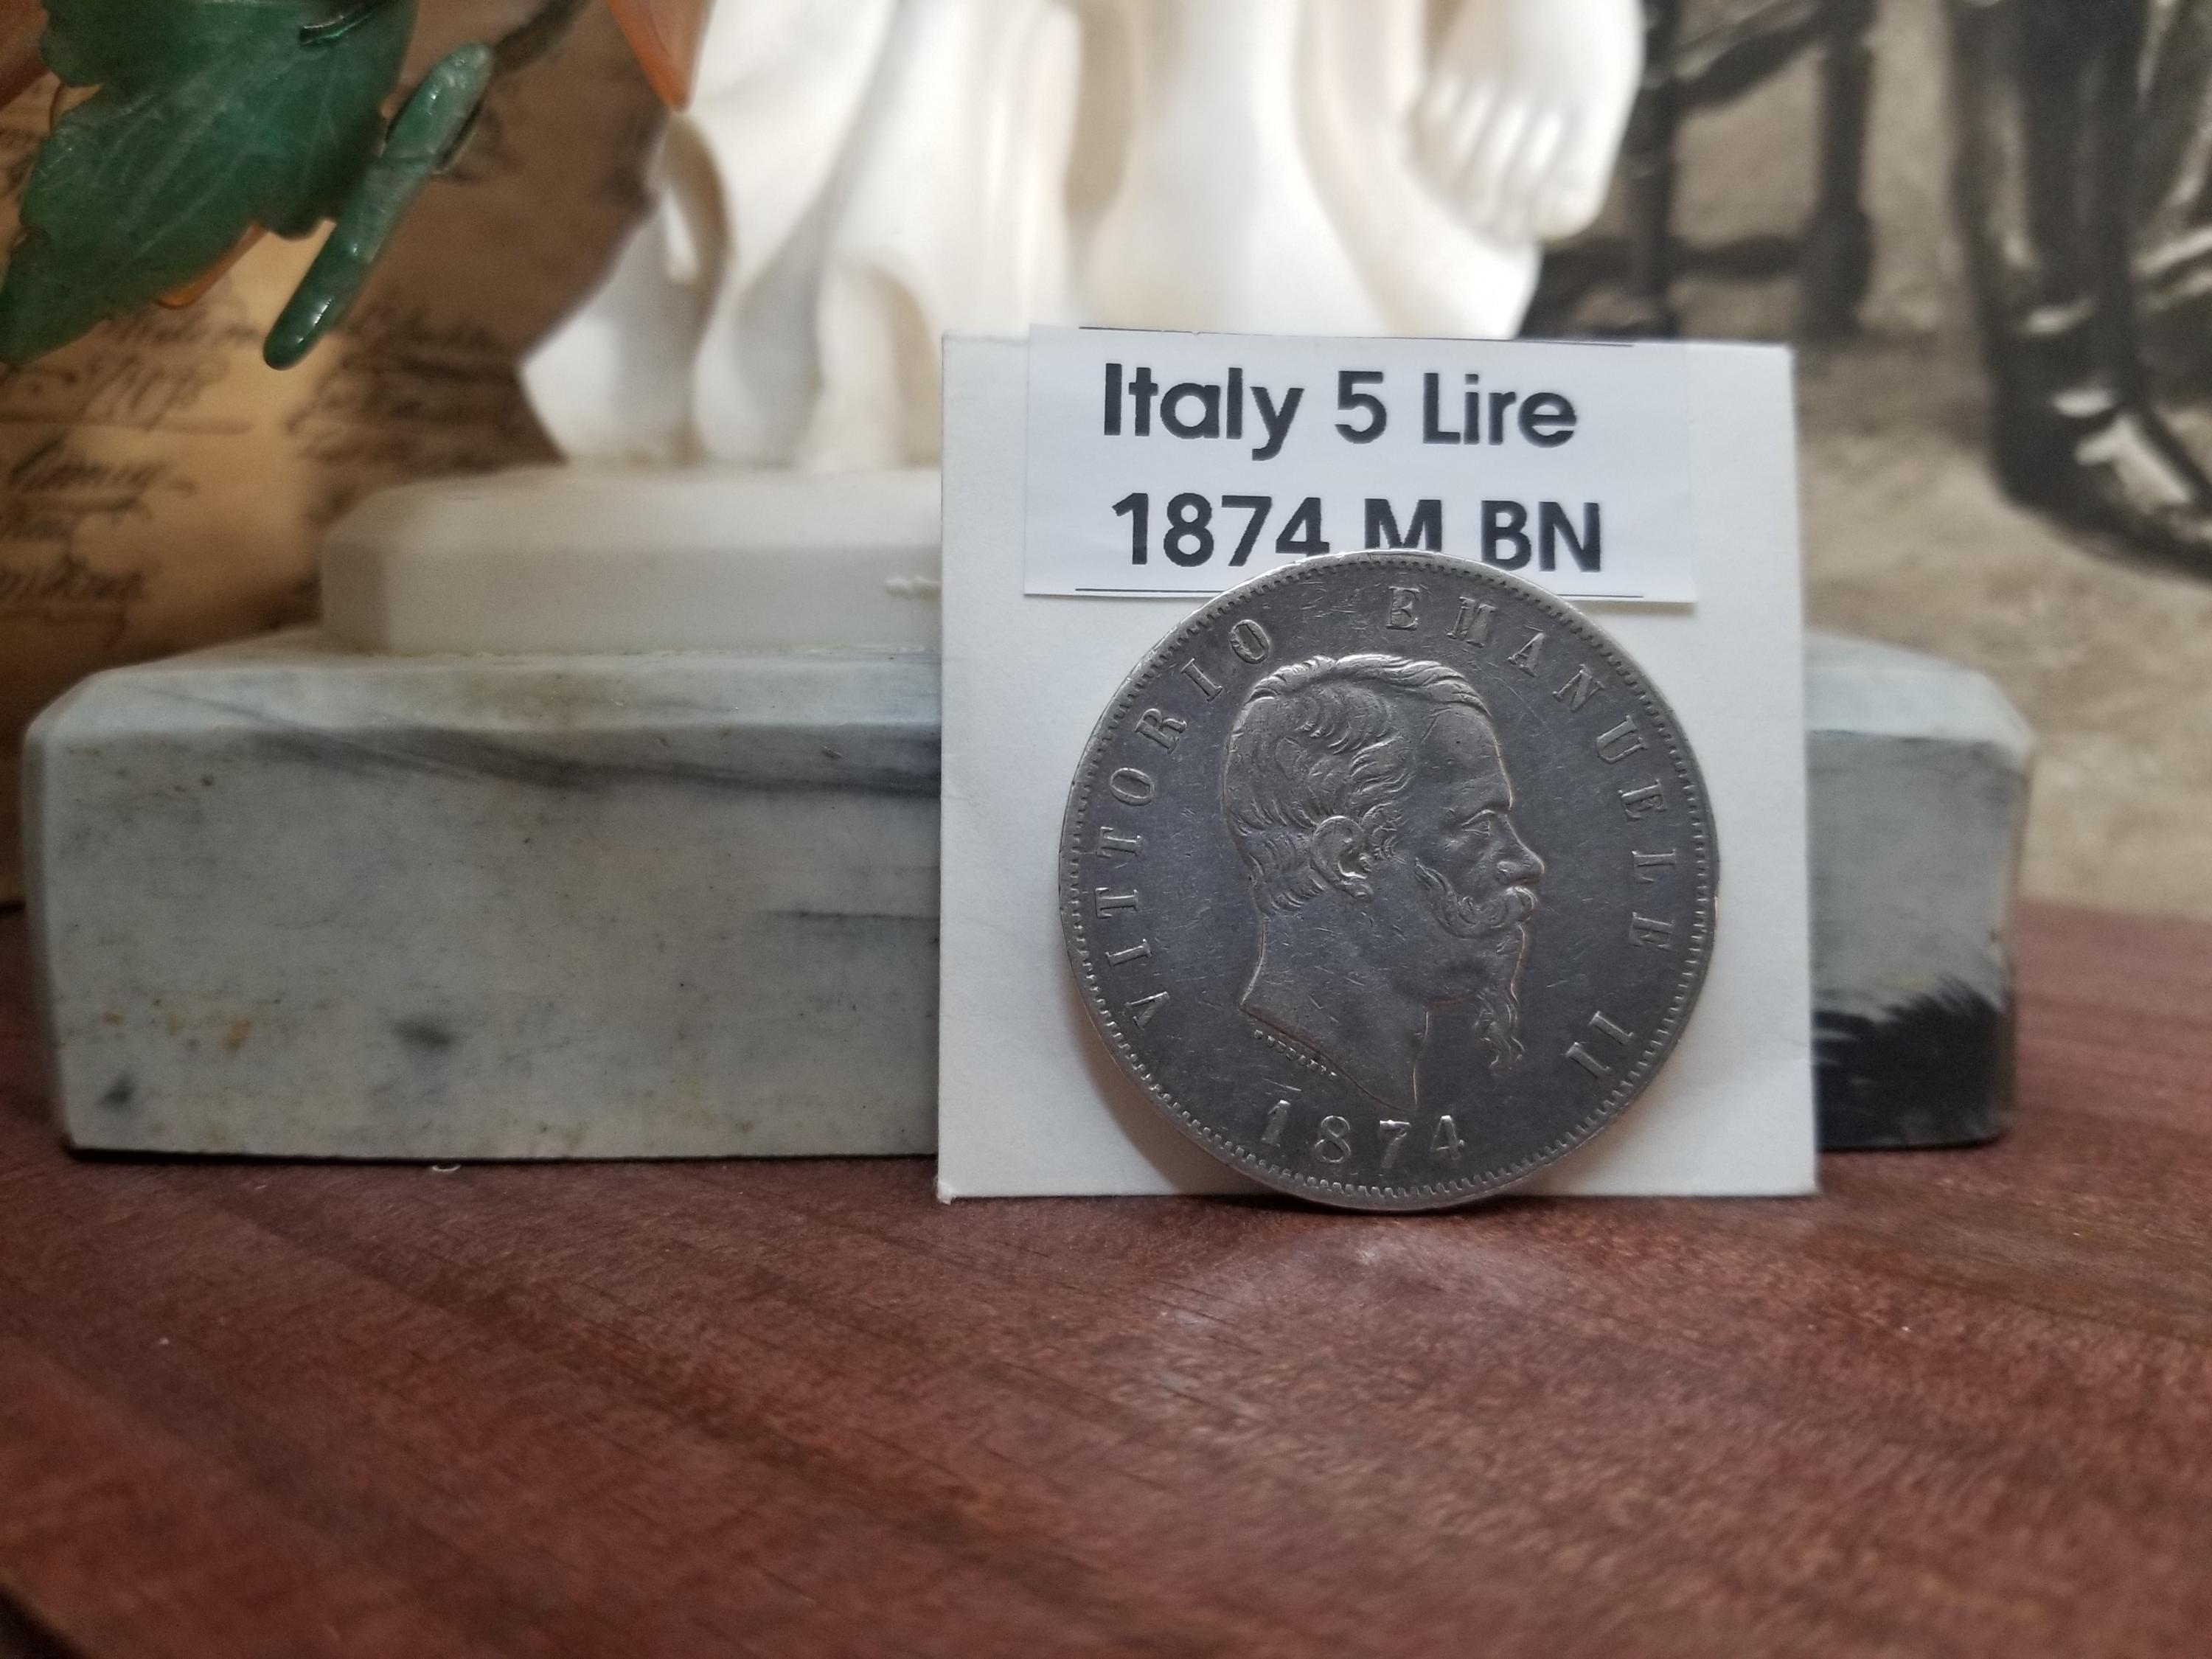 Italy 5 Lire
1874 M BN
VITTORIO EMANUELE II
1874